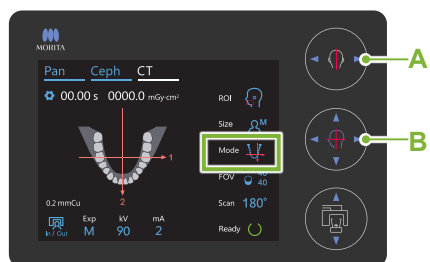 MORITA
Pan Ceph CT
00.00 s 0000.0 mGy·cm²
ROI
Size M
Mode
1
FOV 40
40
2
0.2 mmCu
Scan 180°
Exp kV mA
In / Out M 90 2
Ready
A
B